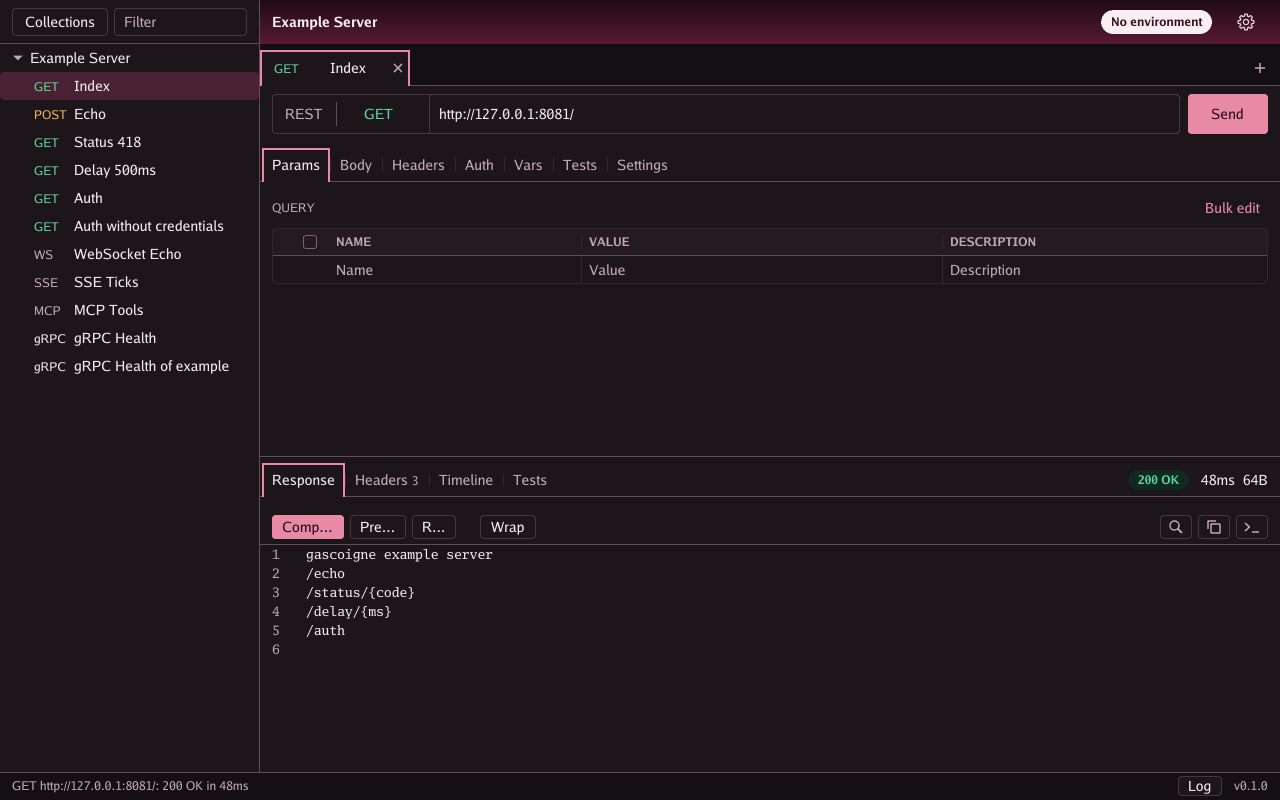 Collections
Filter
Example Server
No environment
Example Server
GET Index
POST Echo
GET Status 418
GET Delay 500ms
GET Auth
GET Auth without credentials
WS WebSocket Echo
SSE SSE Ticks
MCP MCP Tools
gRPC gRPC Health
gRPC gRPC Health of example
GET Index
REST GET http://127.0.0.1:8081/ Send
Params Body Headers Auth Vars Tests Settings
QUERY Bulk edit
NAME VALUE DESCRIPTION
Name Value Description
Response Headers 3 Timeline Tests 200 OK 48ms 64B
Comp... Pre... R... Wrap
1 gascoigne example server
2 /echo
3 /status/{code}
4 /delay/{ms}
5 /auth
6
GET http://127.0.0.1:8081/: 200 OK in 48ms
Log v0.1.0